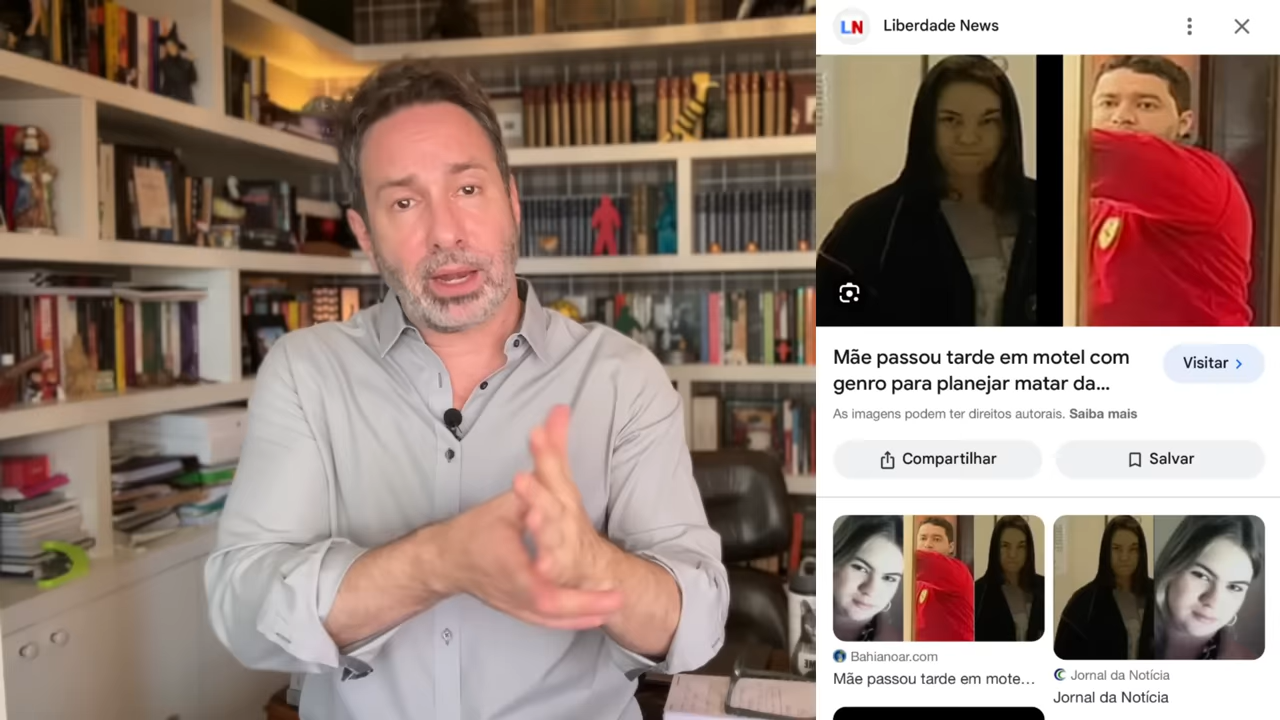 LN
Liberdade News
Mãe passou tarde em motel com
genro para planejar matar da...
Visitar
As imagens podem ter direitos autorais. Saiba mais
Compartilhar
Salvar
Bahianoar.com
Mãe passou tarde em mote...
Jornal da Notícia
Jornal da Notícia